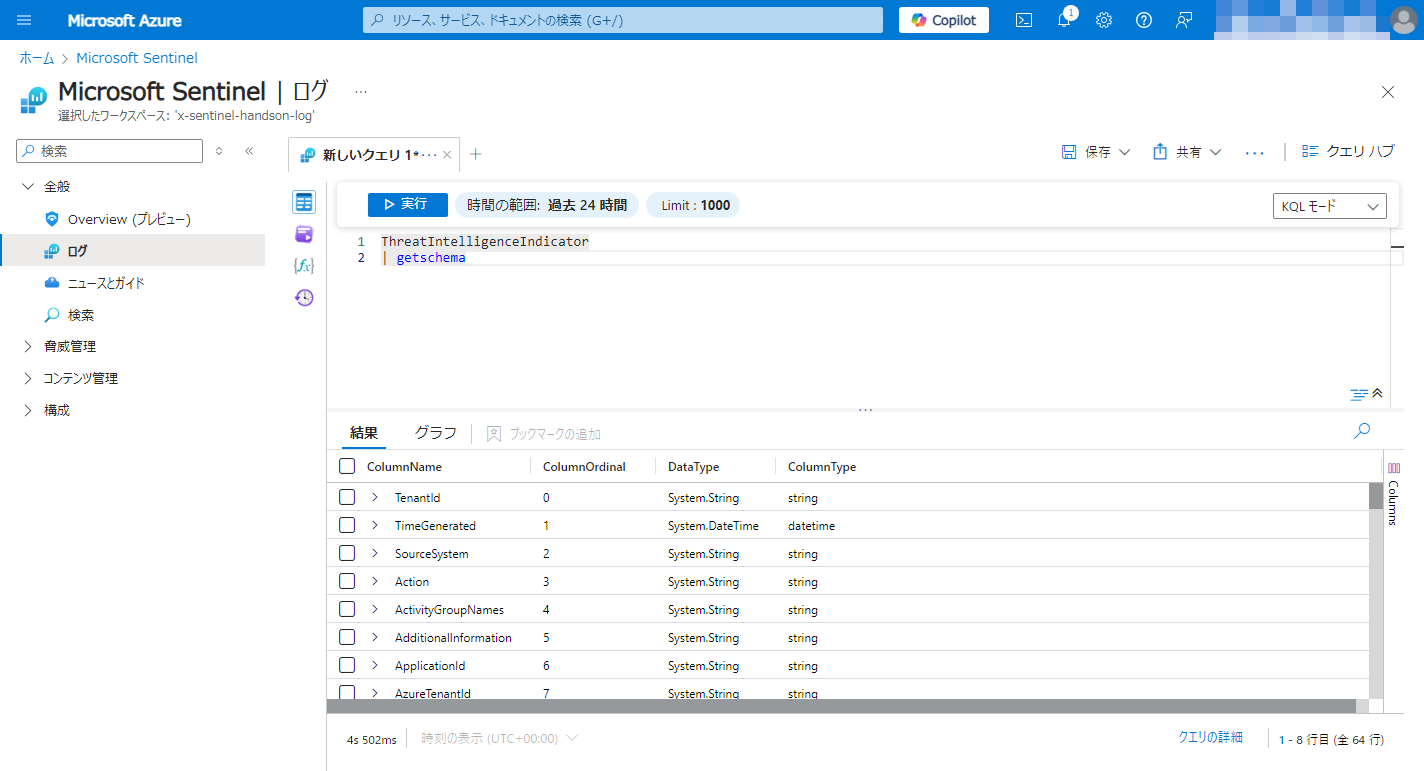 Microsoft Azure
リソース、サービス、ドキュメントの検索 (G+/)
Copilot
1
ホーム > Microsoft Sentinel
Microsoft Sentinel | ログ ...
選択したワークスペース: 'x-sentinel-handson-log'
検索
全般
Overview (プレビュー)
ログ
ニュースとガイド
検索
脅威管理
コンテンツ管理
構成
新しいクエリ 1*···
保存
共有
···
クエリ ハブ
実行
時間の範囲: 過去 24 時間
Limit : 1000
KQL モード
1 ThreatIntelligenceIndicator
2 | getschema
{fx}
結果
グラフ
ブックマークの追加
ColumnName ColumnOrdinal DataType ColumnType
TenantId 0 System.String string
TimeGenerated 1 System.DateTime datetime
SourceSystem 2 System.String string
Action 3 System.String string
ActivityGroupNames 4 System.String string
AdditionalInformation 5 System.String string
ApplicationId 6 System.String string
AzureTenantId 7 System.String string
Columns
4s 502ms
時刻の表示 (UTC+00:00)
クエリの詳細
1 - 8 行目 (全 64 行)